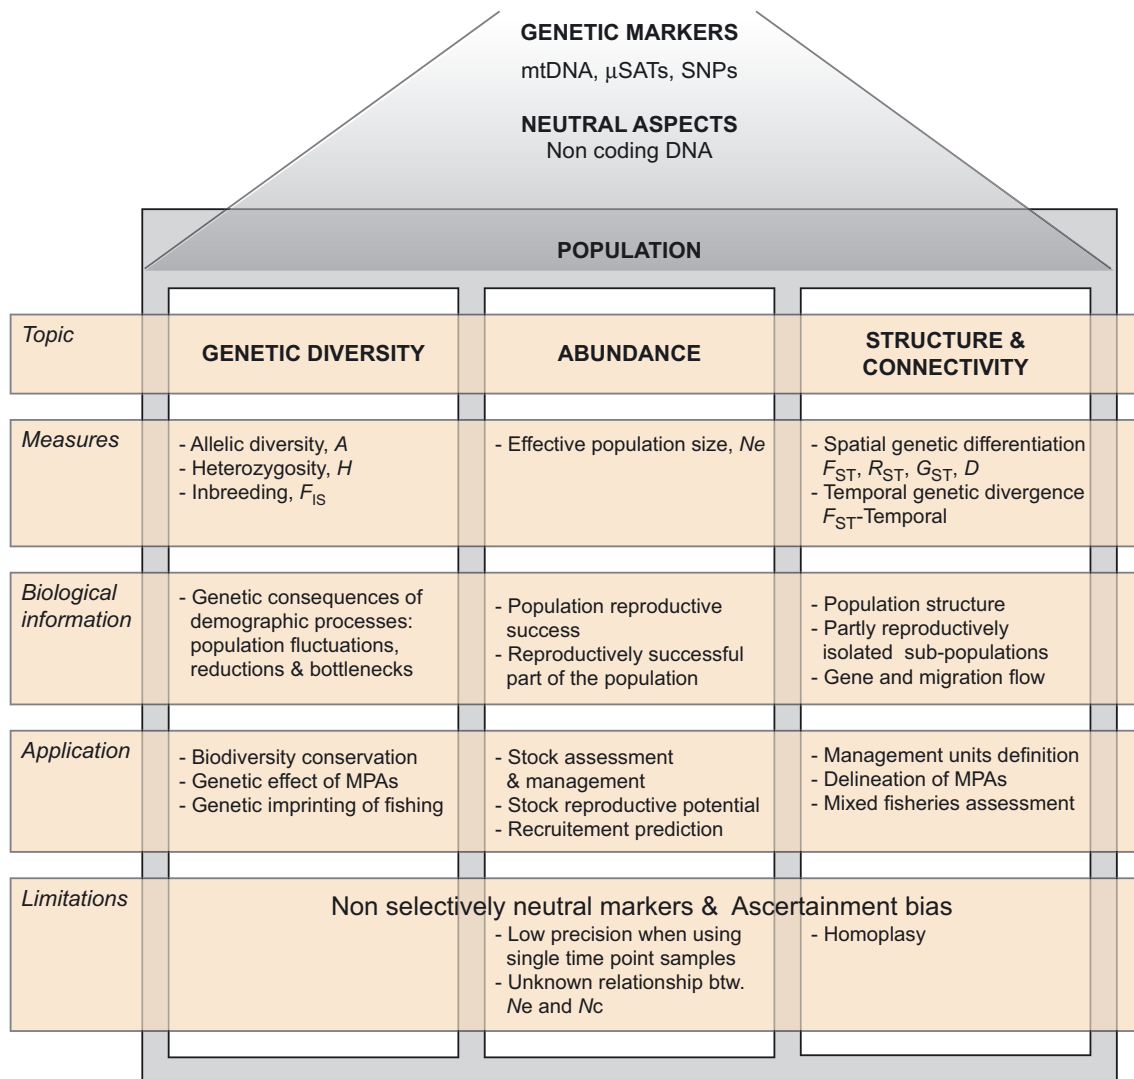 GENETIC MARKERS
mtDNA, μSATs, SNPs
NEUTRAL ASPECTS
Non coding DNA
POPULATION
Topic
GENETIC DIVERSITY
ABUNDANCE
STRUCTURE &
CONNECTIVITY
Measures
- Allelic diversity, A
- Heterozygosity, H
- Inbreeding, FIS
- Effective population size, Ne
- Spatial genetic differentiation
FST, RST, GST, D
- Temporal genetic divergence
FST-Temporal
Biological
information
- Genetic consequences of
demographic processes:
population fluctuations,
reductions & bottlenecks
- Population reproductive
success
- Reproductively successful
part of the population
- Population structure
- Partly reproductively
isolated sub-populations
- Gene and migration flow
Application
- Biodiversity conservation
- Genetic effect of MPAs
- Genetic imprinting of fishing
- Stock assessment
& management
- Stock reproductive potential
- Recruitement prediction
- Management units definition
- Delineation of MPAs
- Mixed fisheries assessment
Limitations
Non selectively neutral markers & Ascertainment bias
- Low precision when using
single time point samples
- Unknown relationship btw.
Ne and Nc
- Homoplasy